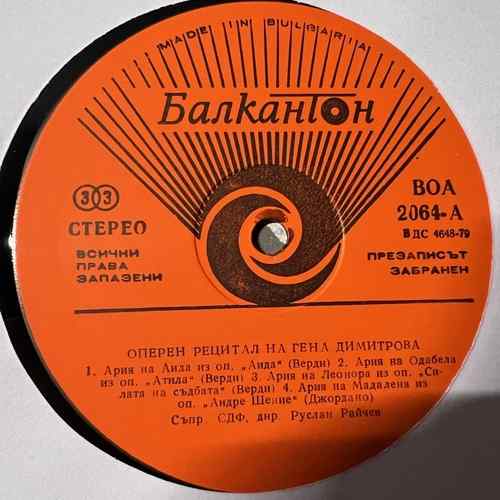 MADE IN BULGARIA
Балкантон
33
СТЕРЕО
ВСИЧКИ
ПРАВА
ЗАПАЗЕНИ
ВОА
2064-А
БДС 4648-79
ПРЕЗАПИСЪТ
ЗАБРАНЕН
ОПЕРЕН РЕЦИТАЛ НА ГЕНА ДИМИТРОВА
1. Ария на Аида из оп. „Аида“ (Верди) 2. Ария на Одабела
из оп. „Атила“ (Верди) 3. Ария на Леонора из оп. „Си-
лата на съдбата“ (Верди) 4. Ария на Мадалена из
оп. „Андре Шение“ (Джордано)
Съпр. СДФ, дир. Руслан Райчев